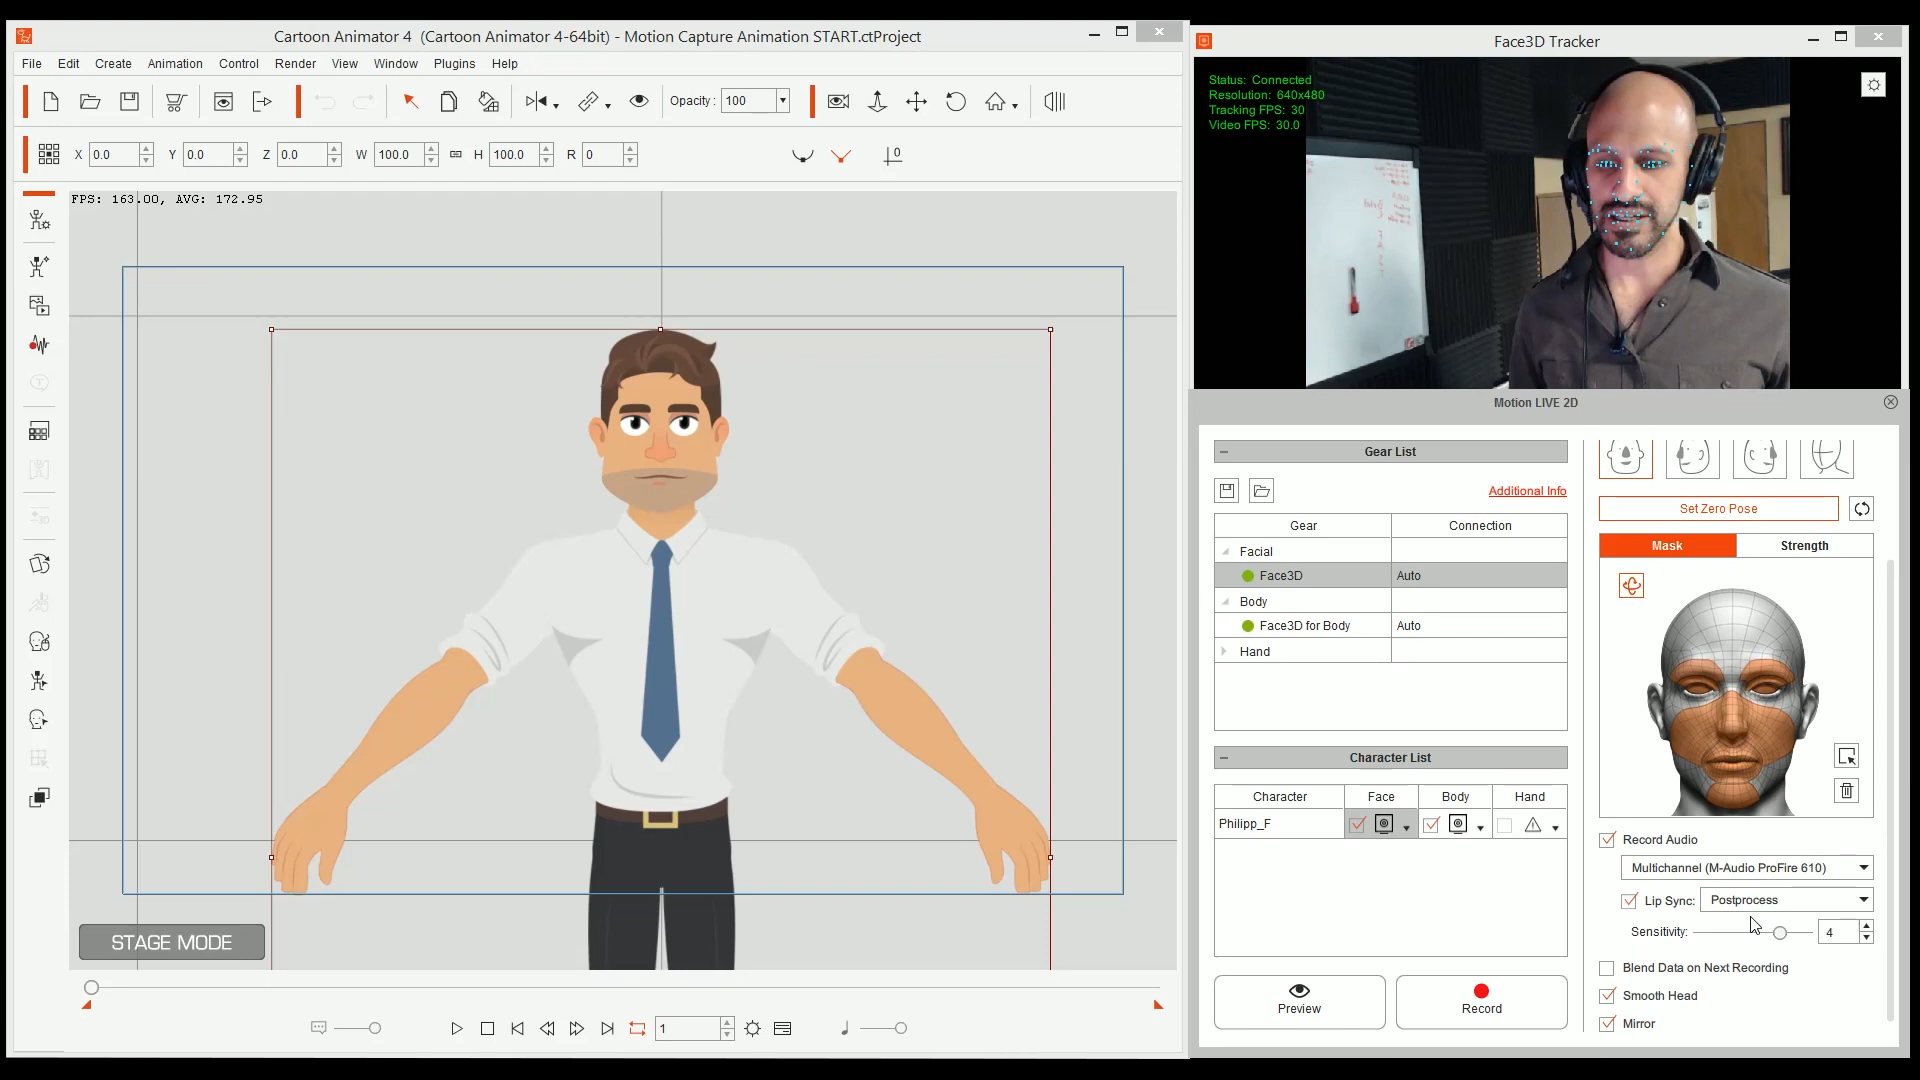 Cartoon Animator 4  (Cartoon Animator 4-64bit) - Motion Capture Animation START.ctProject
File Edit Create Animation Control Render View Window Plugins Help
Opacity : 100
X 0.0 Y 0.0 Z 0.0 W 100.0 H 100.0 R 0
0
FPS: 163.00, AVG: 172.95
STAGE MODE
1
Face3D Tracker
Status: Connected
Resolution: 640x480
Tracking FPS: 30
Video FPS: 30.0
Motion LIVE 2D
Gear List
Additional Info
Gear Connection
Facial
Face3D Auto
Body
Face3D for Body Auto
Hand
Character List
Character Face Body Hand
Philipp_F
Preview
Record
Set Zero Pose
Mask Strength
Record Audio
Multichannel (M-Audio ProFire 610)
Lip Sync: Postprocess
Sensitivity: 4
Blend Data on Next Recording
Smooth Head
Mirror